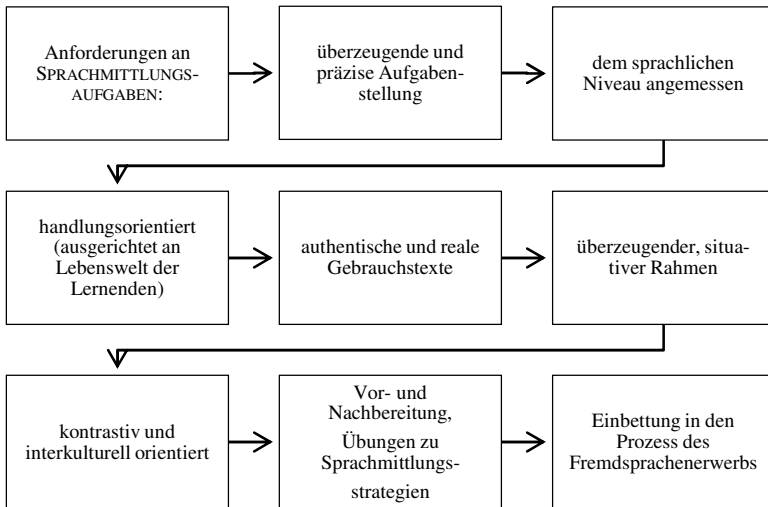 Anforderungen an
SPRACHMITTLUNGS-
AUFGABEN:
überzeugende und
präzise Aufgaben-
stellung
dem sprachlichen
Niveau angemessen
handlungsorientiert
(ausgerichtet an
Lebenswelt der
Lernenden)
authentische und reale
Gebrauchstexte
überzeugender, situa-
tiver Rahmen
kontrastiv und
interkulturell orientiert
Vor- und
Nachbereitung,
Übungen zu
Sprachmittlungs-
strategien
Einbettung in den
Prozess des
Fremdsprachenerwerbs